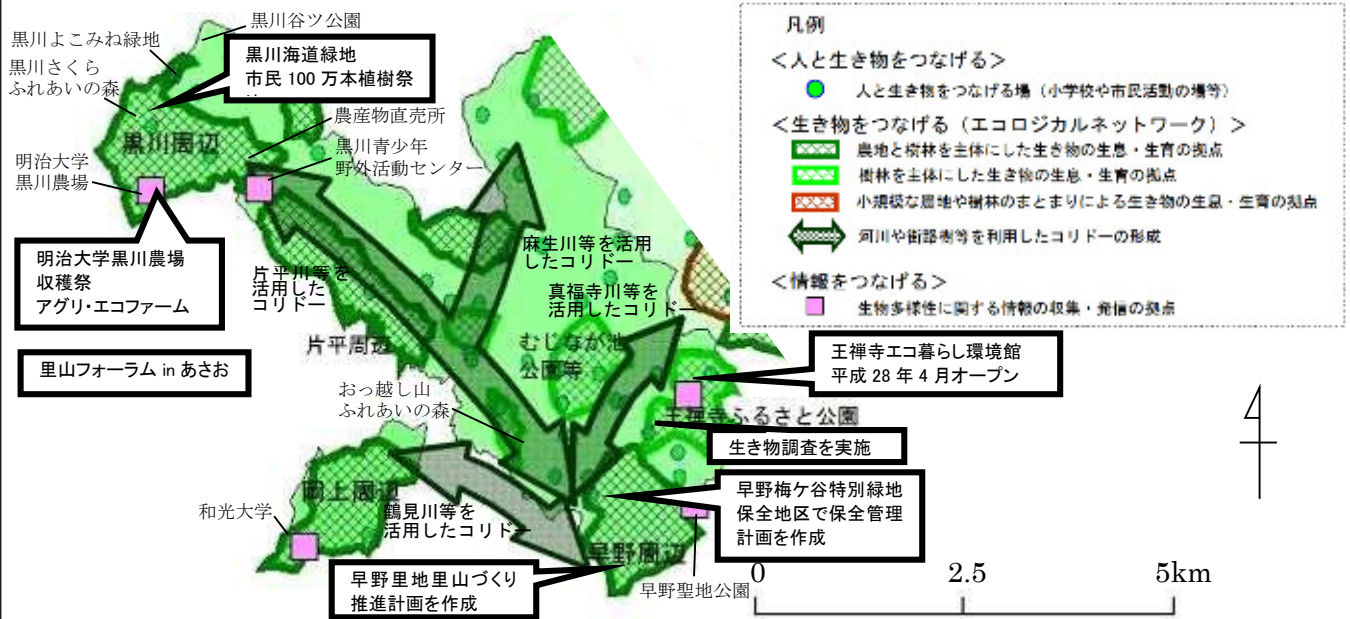 黒川谷ツ公園
黒川よこみね緑地
黒川さくら
ふれあいの森
黒川海道緑地
市民 100 万本植樹祭
農産物直売所
黒川周辺
黒川青少年
野外活動センター
明治大学
黒川農場
明治大学黒川農場
収穫祭
アグリ・エコファーム
片平川等を
活用した
コリドー
麻生川等を活用
したコリドー
真福寺川等を
活用したコリドー
片平周辺
むじなが池
公園等
里山フォーラム in あさお
おっ越し山
ふれあいの森
王禅寺エコ暮らし環境館
平成 28 年 4 月オープン
王禅寺ふるさと公園
生き物調査を実施
早野梅ケ谷特別緑地
保全地区で保全管理
計画を作成
岡上周辺
和光大学
鶴見川等を
活用したコリドー
早野周辺
早野里地里山づくり
推進計画を作成
早野聖地公園
凡例
＜人と生き物をつなげる＞
人と生き物をつなげる場（小学校や市民活動の場等）
＜生き物をつなげる（エコロジカルネットワーク）＞
農地と樹林を主体にした生き物の生息・生育の拠点
樹林を主体にした生き物の生息・生育の拠点
小規模な農地や樹林のまとまりによる生き物の生息・生育の拠点
河川や街路樹等を利用したコリドーの形成
＜情報をつなげる＞
生物多様性に関する情報の収集・発信の拠点
0 2.5 5km